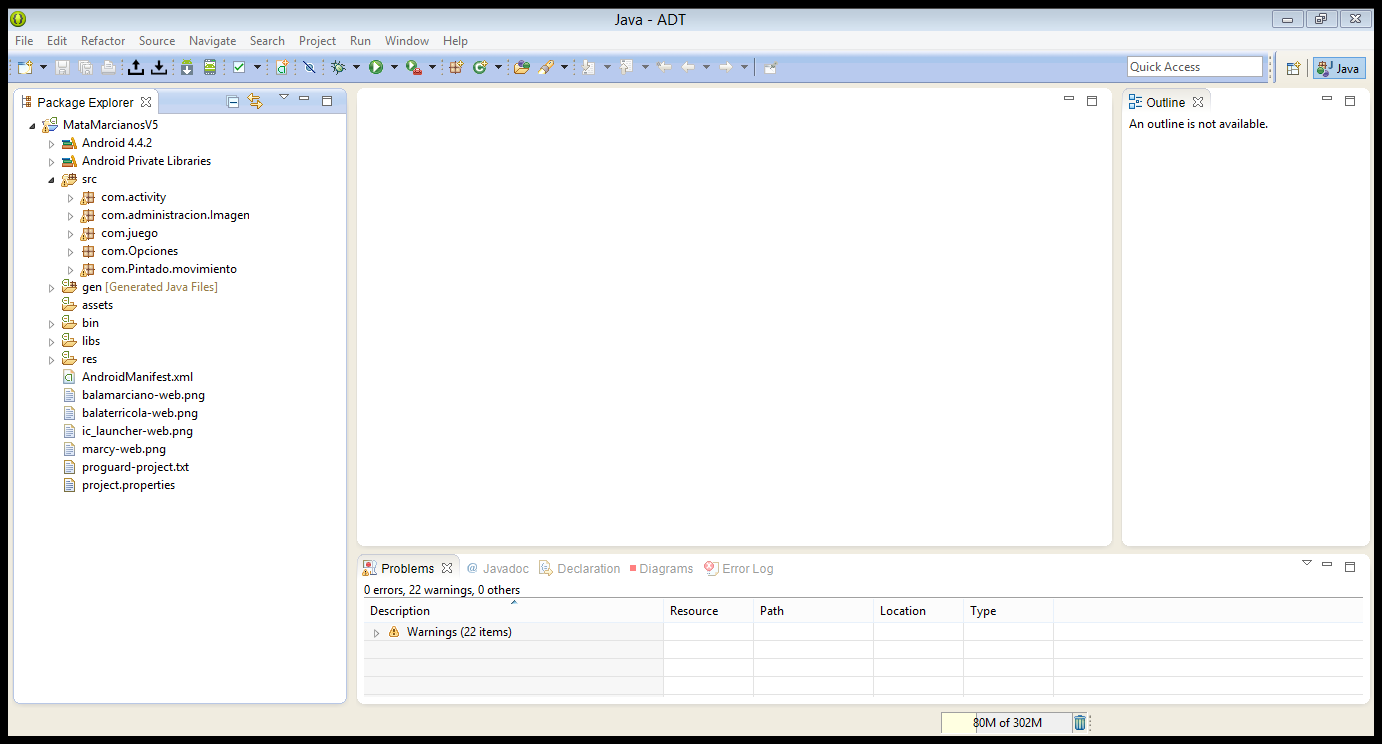 Java - ADT
File Edit Refactor Source Navigate Search Project Run Window Help
Quick Access
Java
Package Explorer
MataMarcianosV5
Android 4.4.2
Android Private Libraries
src
com.activity
com.administracion.Imagen
com.juego
com.Opciones
com.Pintado.movimiento
gen [Generated Java Files]
assets
bin
libs
res
AndroidManifest.xml
balamarciano-web.png
balaterricola-web.png
ic_launcher-web.png
marcy-web.png
proguard-project.txt
project.properties
Outline
An outline is not available.
Problems @ Javadoc Declaration Diagrams Error Log
0 errors, 22 warnings, 0 others
Description Resource Path Location Type
Warnings (22 items)
80M of 302M